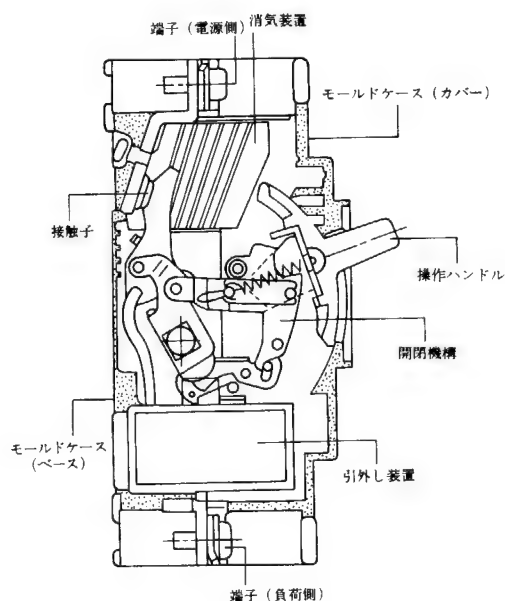 端子(電源側)
消気装置
モールドケース(カバー)
接触子
操作ハンドル
開閉機構
モールドケース
(ベース)
引外し装置
端子(負荷側)